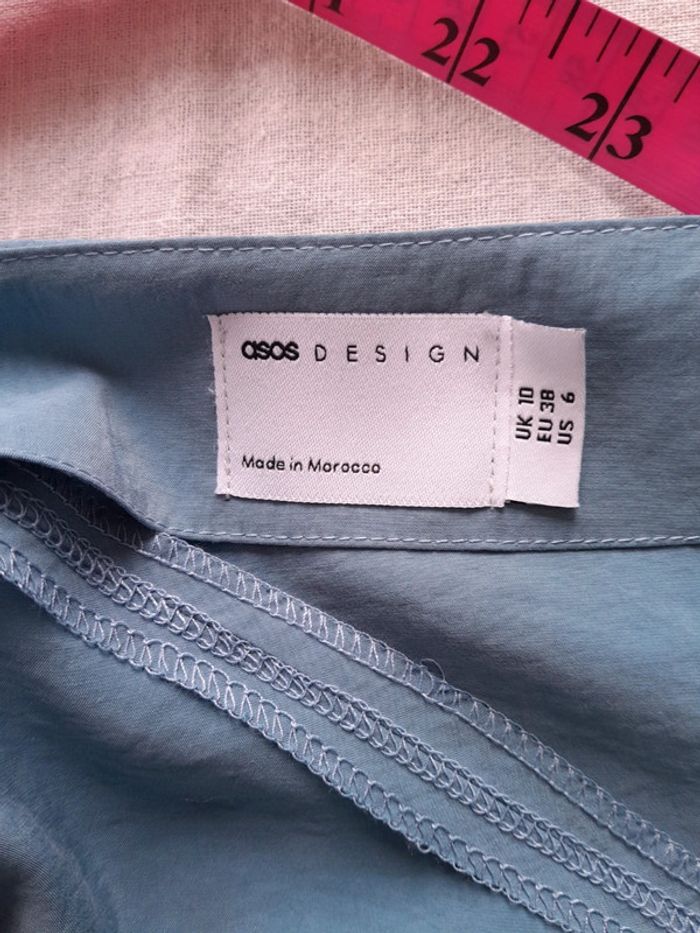 22
23
asos DESIGN
Made in Morocco
UK 10
EU 38
US 6